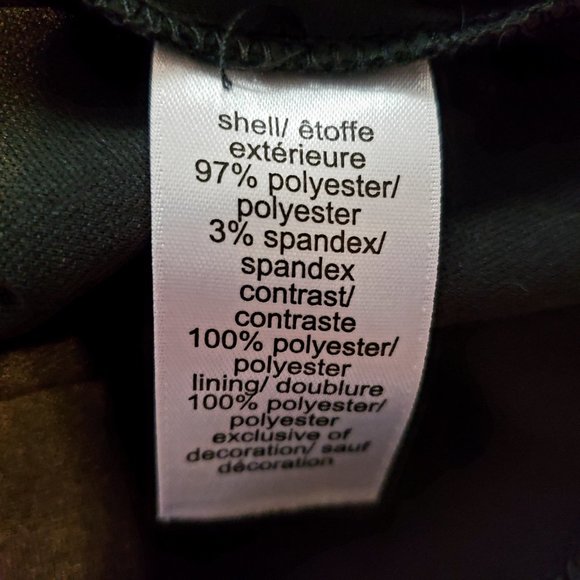 shell/ êtoffe
extérieure
97% polyester/
polyester
3% spandex/
spandex
contrast/
contraste
100% polyester/
polyester
lining/ doublure
100% polyester/
polyester
exclusive of
decoration/ sauf
décoration